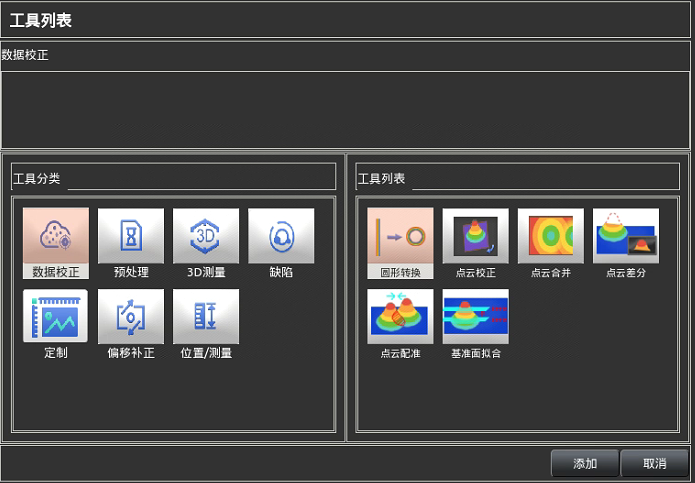 工具列表
数据校正
工具分类
数据校正
预处理
3D
3D测量
缺陷
定制
偏移补正
位置/测量
工具列表
圆形转换
点云校正
点云合并
点云差分
点云配准
基准面拟合
添加
取消